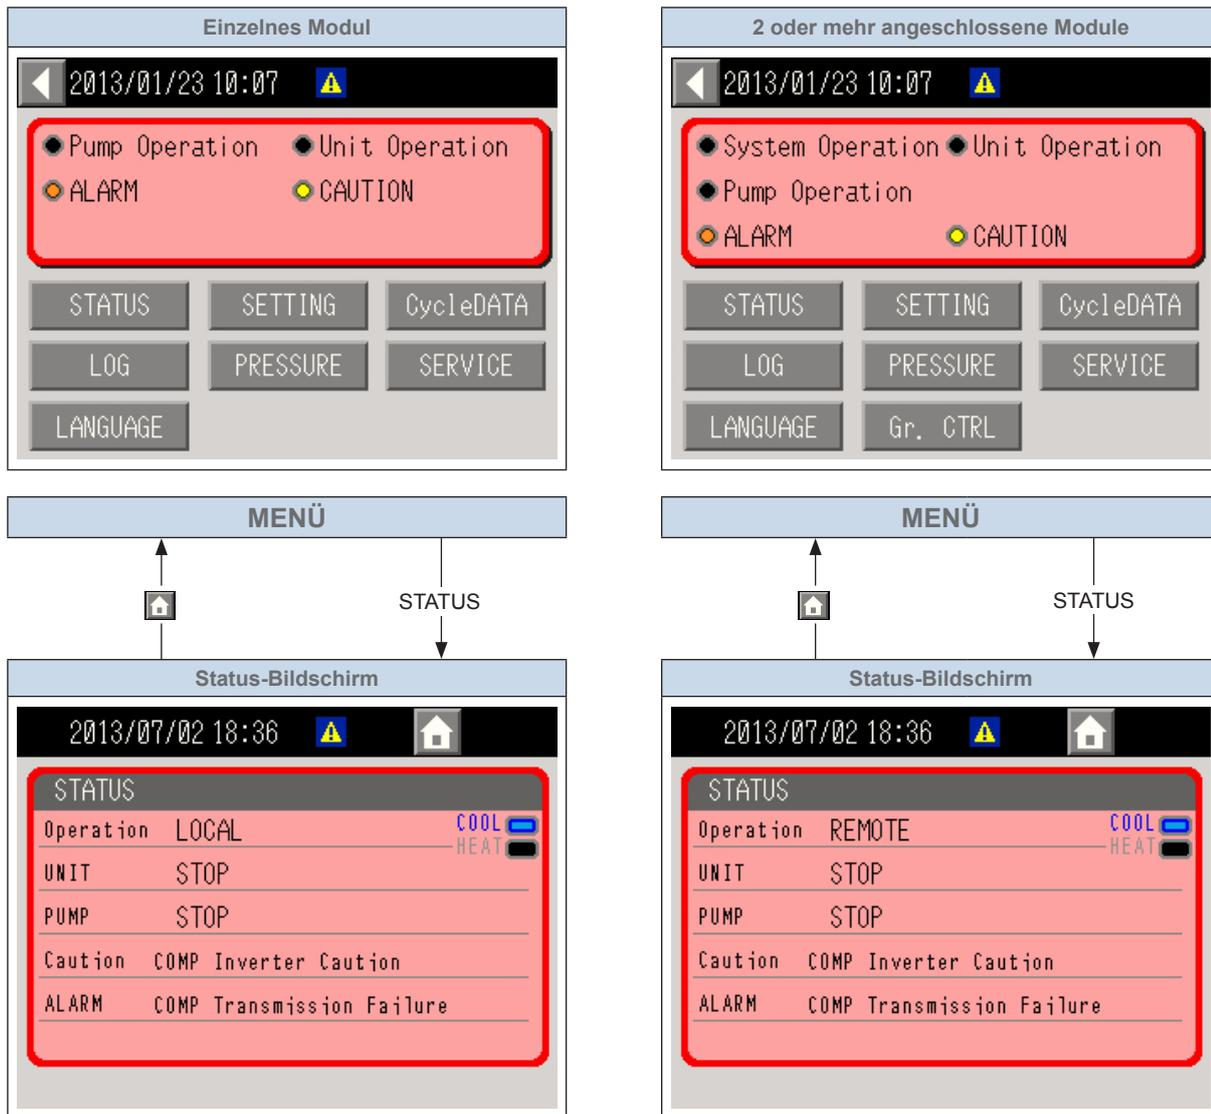 Einzelnes Modul
2013/01/23 10:07
Pump Operation Unit Operation
ALARM CAUTION
STATUS SETTING CycleDATA
LOG PRESSURE SERVICE
LANGUAGE
MENÜ
STATUS
Status-Bildschirm
2013/07/02 18:36
STATUS
Operation LOCAL COOL
HEAT
UNIT STOP
PUMP STOP
Caution COMP Inverter Caution
ALARM COMP Transmission Failure
2 oder mehr angeschlossene Module
2013/01/23 10:07
System Operation Unit Operation
Pump Operation
ALARM CAUTION
STATUS SETTING CycleDATA
LOG PRESSURE SERVICE
LANGUAGE Gr. CTRL
MENÜ
STATUS
Status-Bildschirm
2013/07/02 18:36
STATUS
Operation REMOTE COOL
HEAT
UNIT STOP
PUMP STOP
Caution COMP Inverter Caution
ALARM COMP Transmission Failure